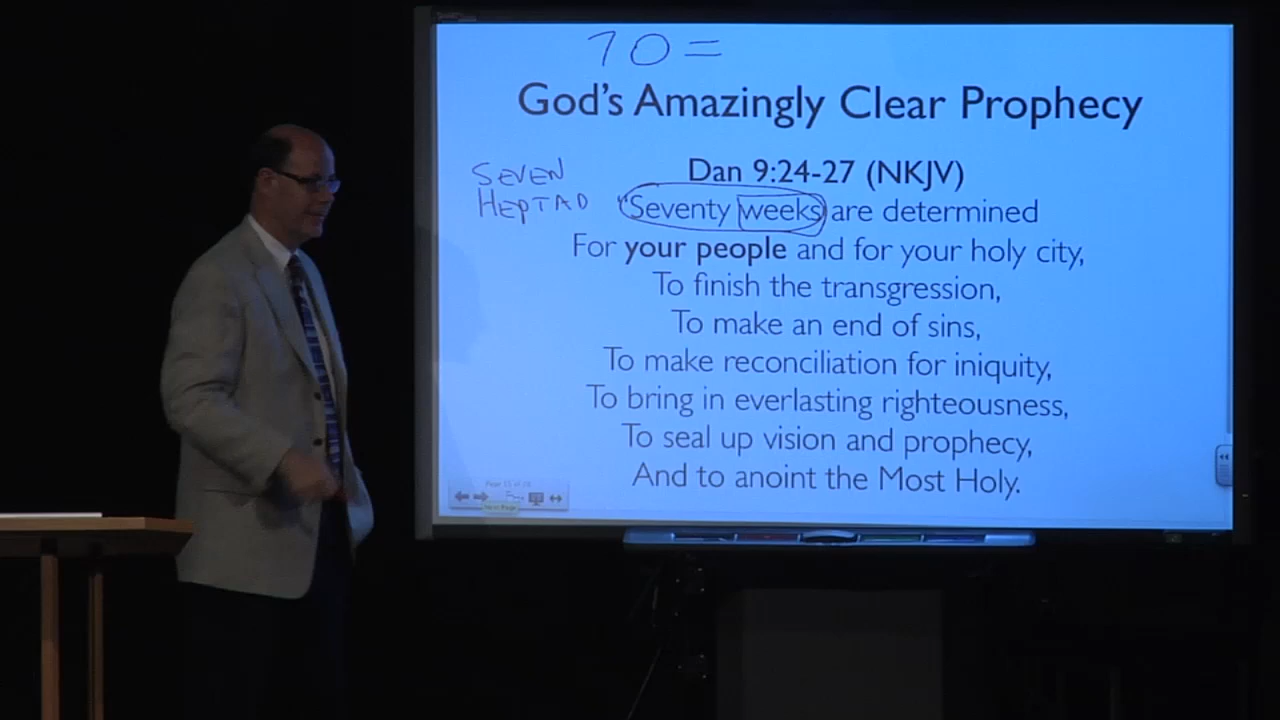 70=
God's Amazingly Clear Prophecy
SEVEN
HEPTAD
Dan 9:24-27 (NKJV)
"Seventy weeks are determined
For your people and for your holy city,
To finish the transgression,
To make an end of sins,
To make reconciliation for iniquity,
To bring in everlasting righteousness,
To seal up vision and prophecy,
And to anoint the Most Holy.
Next Page